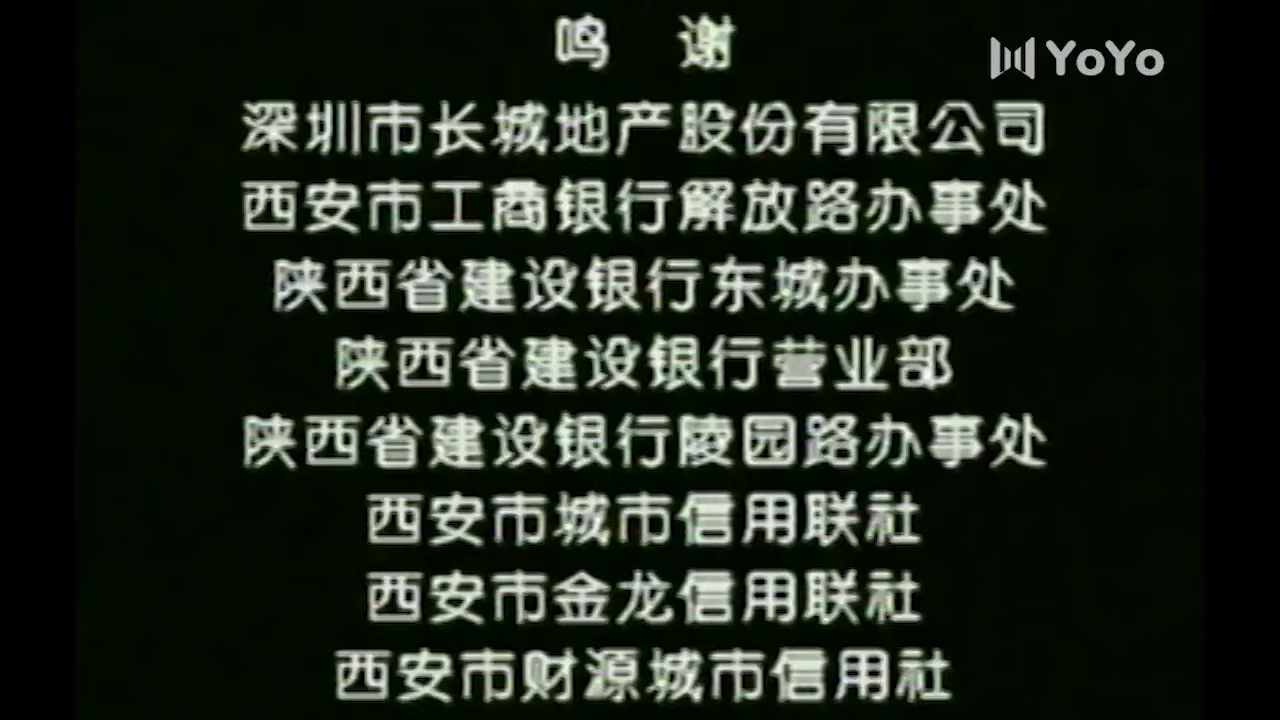 鸣 谢
YoYo
深圳市长城地产股份有限公司
西安市工商银行解放路办事处
陕西省建设银行东城办事处
陕西省建设银行营业部
陕西省建设银行陵园路办事处
西安市城市信用联社
西安市金龙信用联社
西安市财源城市信用社